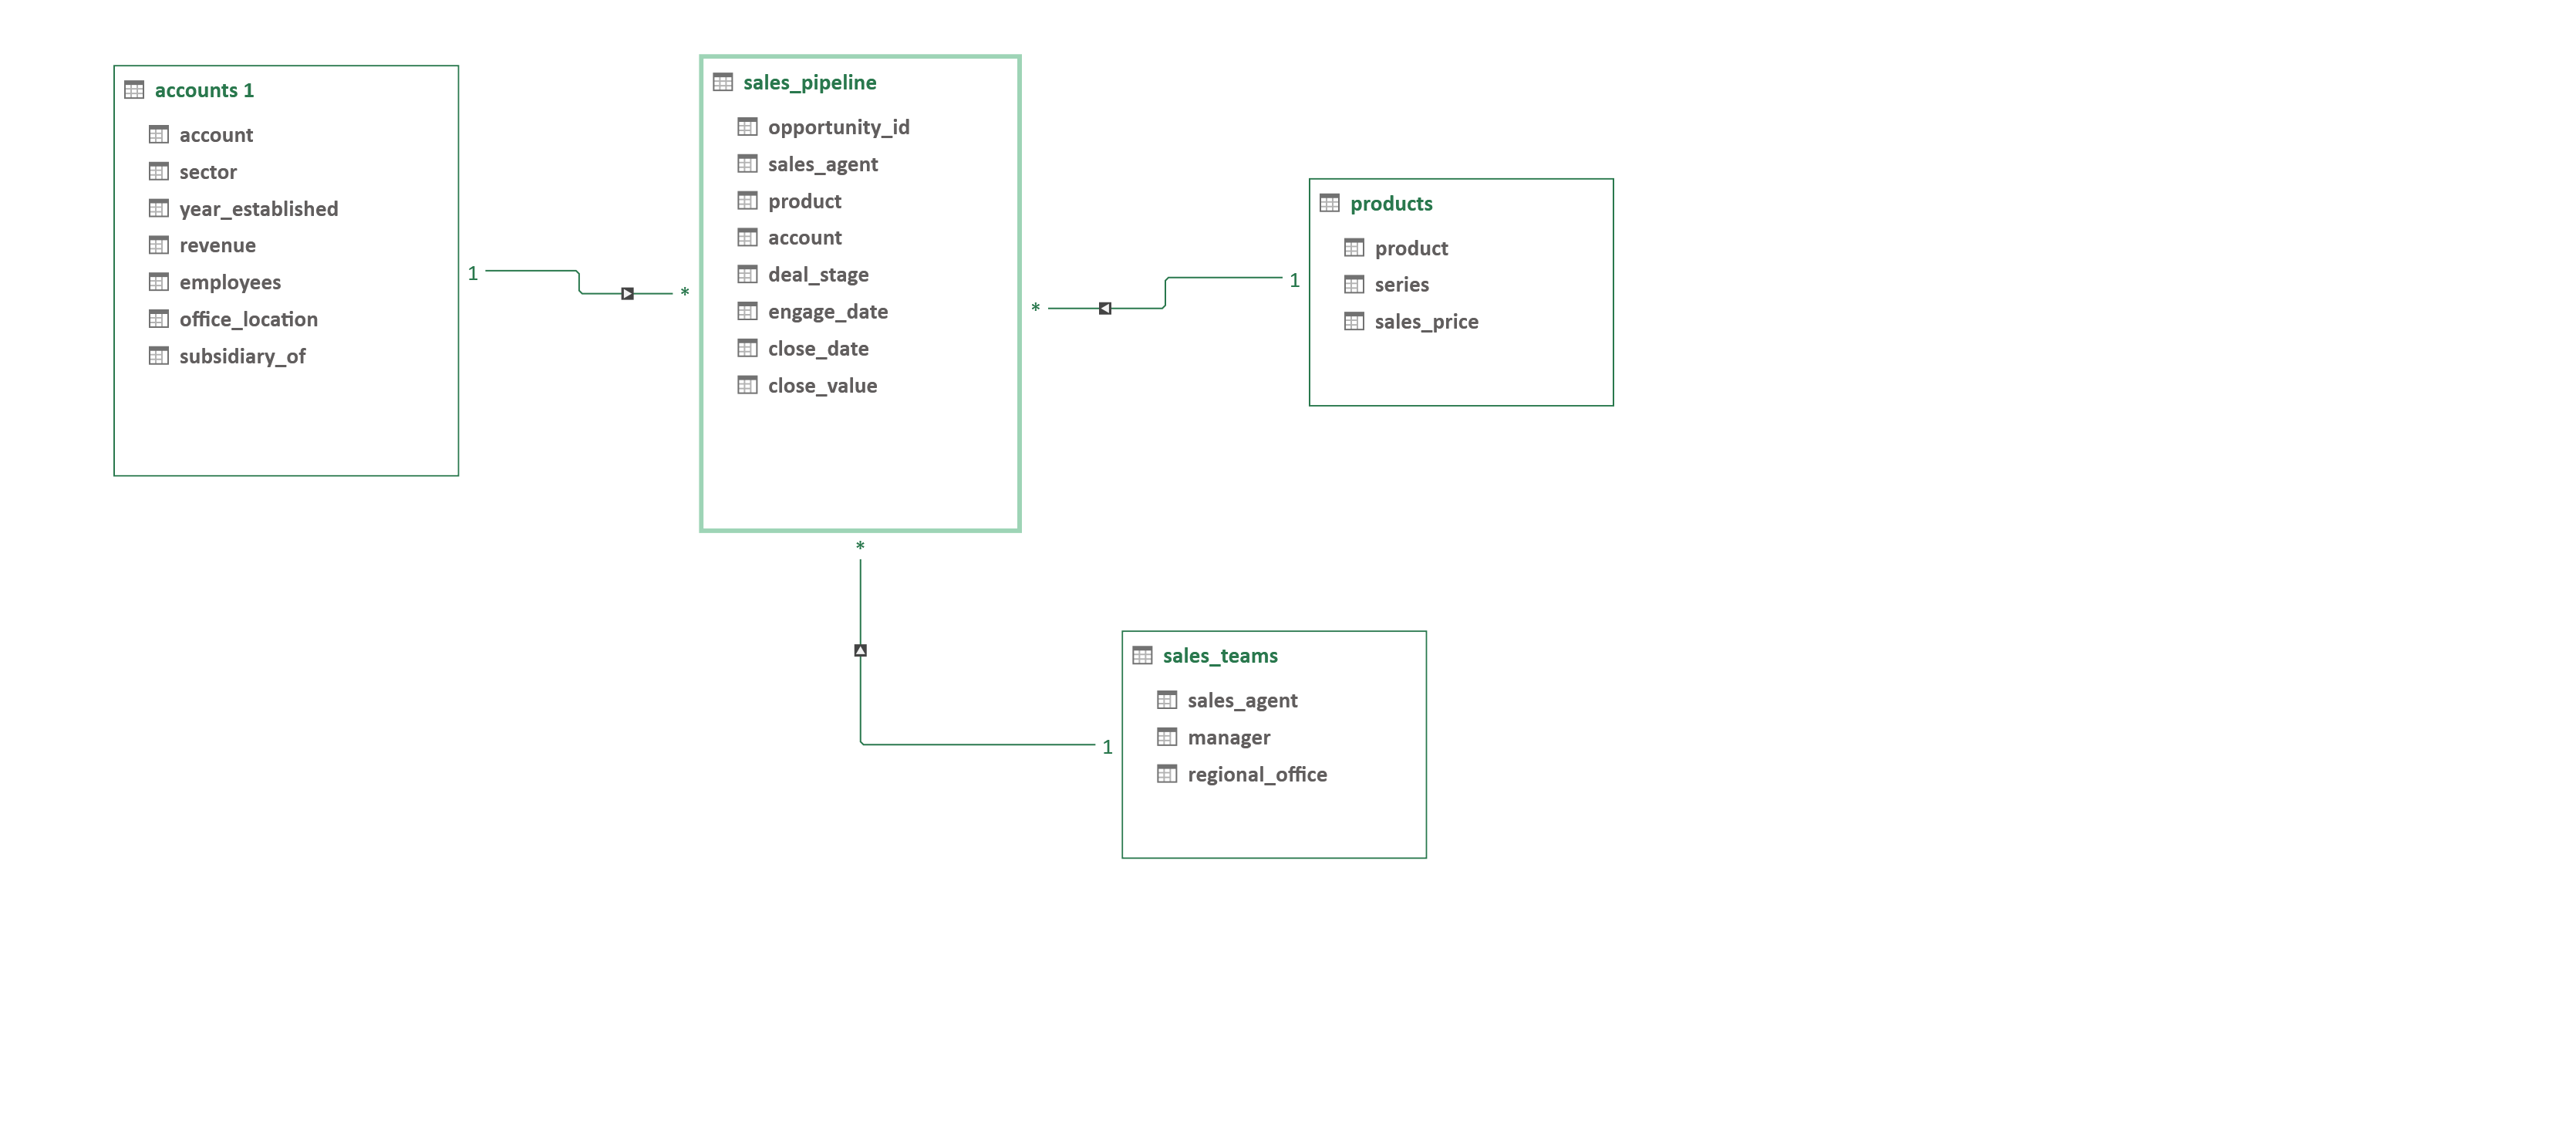 accounts 1
account
sector
year_established
revenue
employees
office_location
subsidiary_of
1
*
sales_pipeline
opportunity_id
sales_agent
product
account
deal_stage
engage_date
close_date
close_value
*
1
products
product
series
sales_price
*
1
sales_teams
sales_agent
manager
regional_office